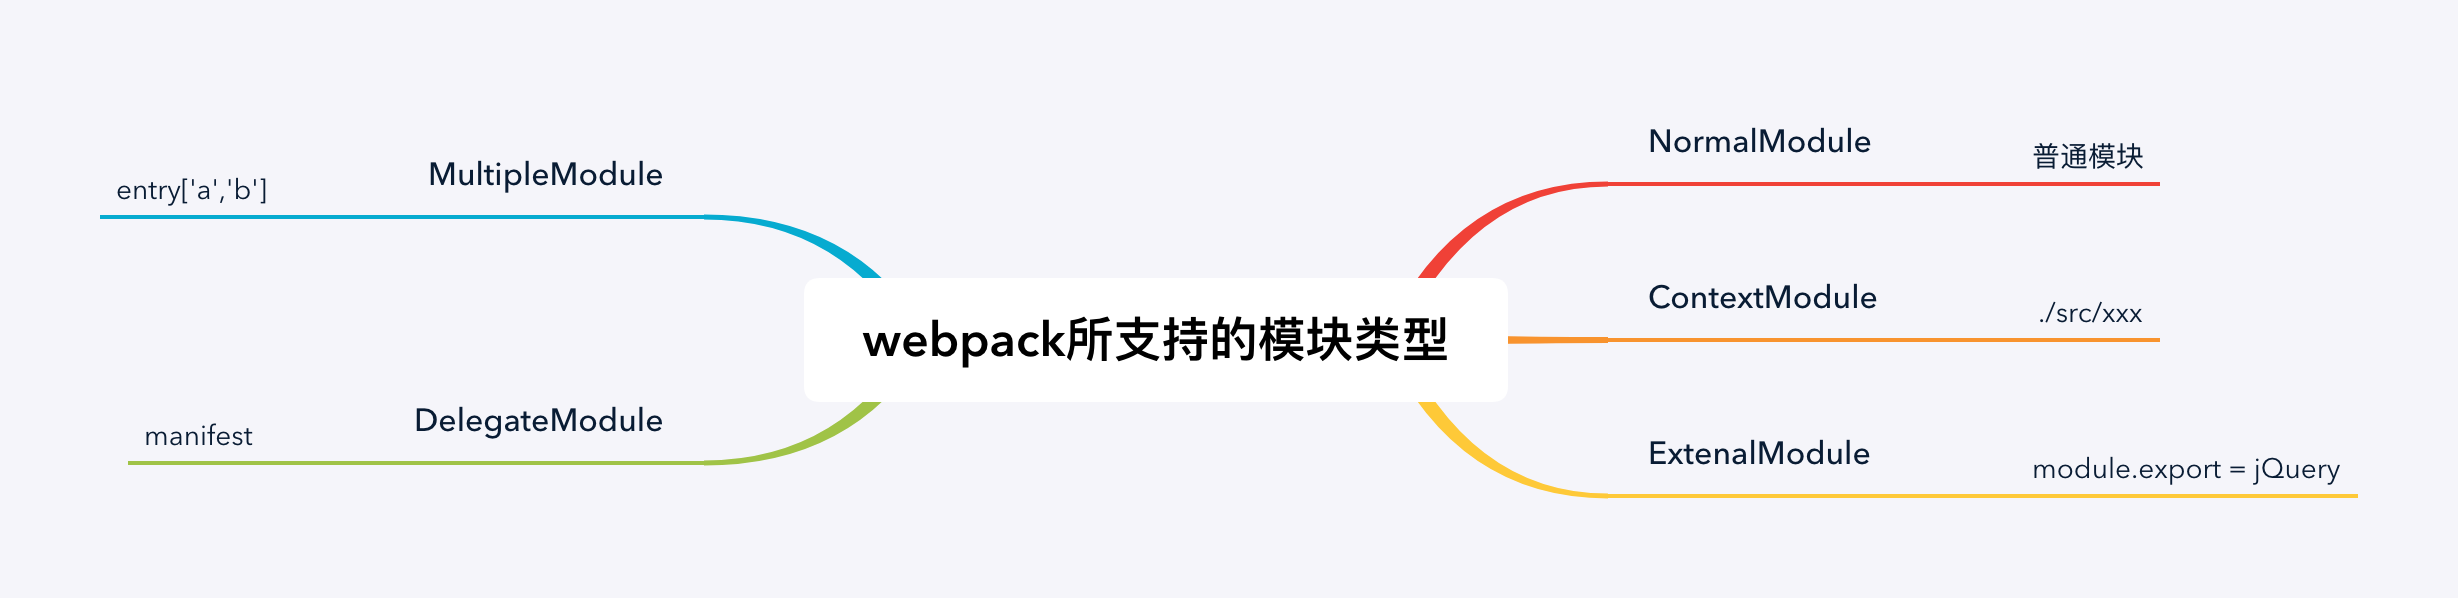 webpack所支持的模块类型
NormalModule
普通模块
ContextModule
./src/xxx
ExtenalModule
module.export = jQuery
MultipleModule
entry['a','b']
DelegateModule
manifest